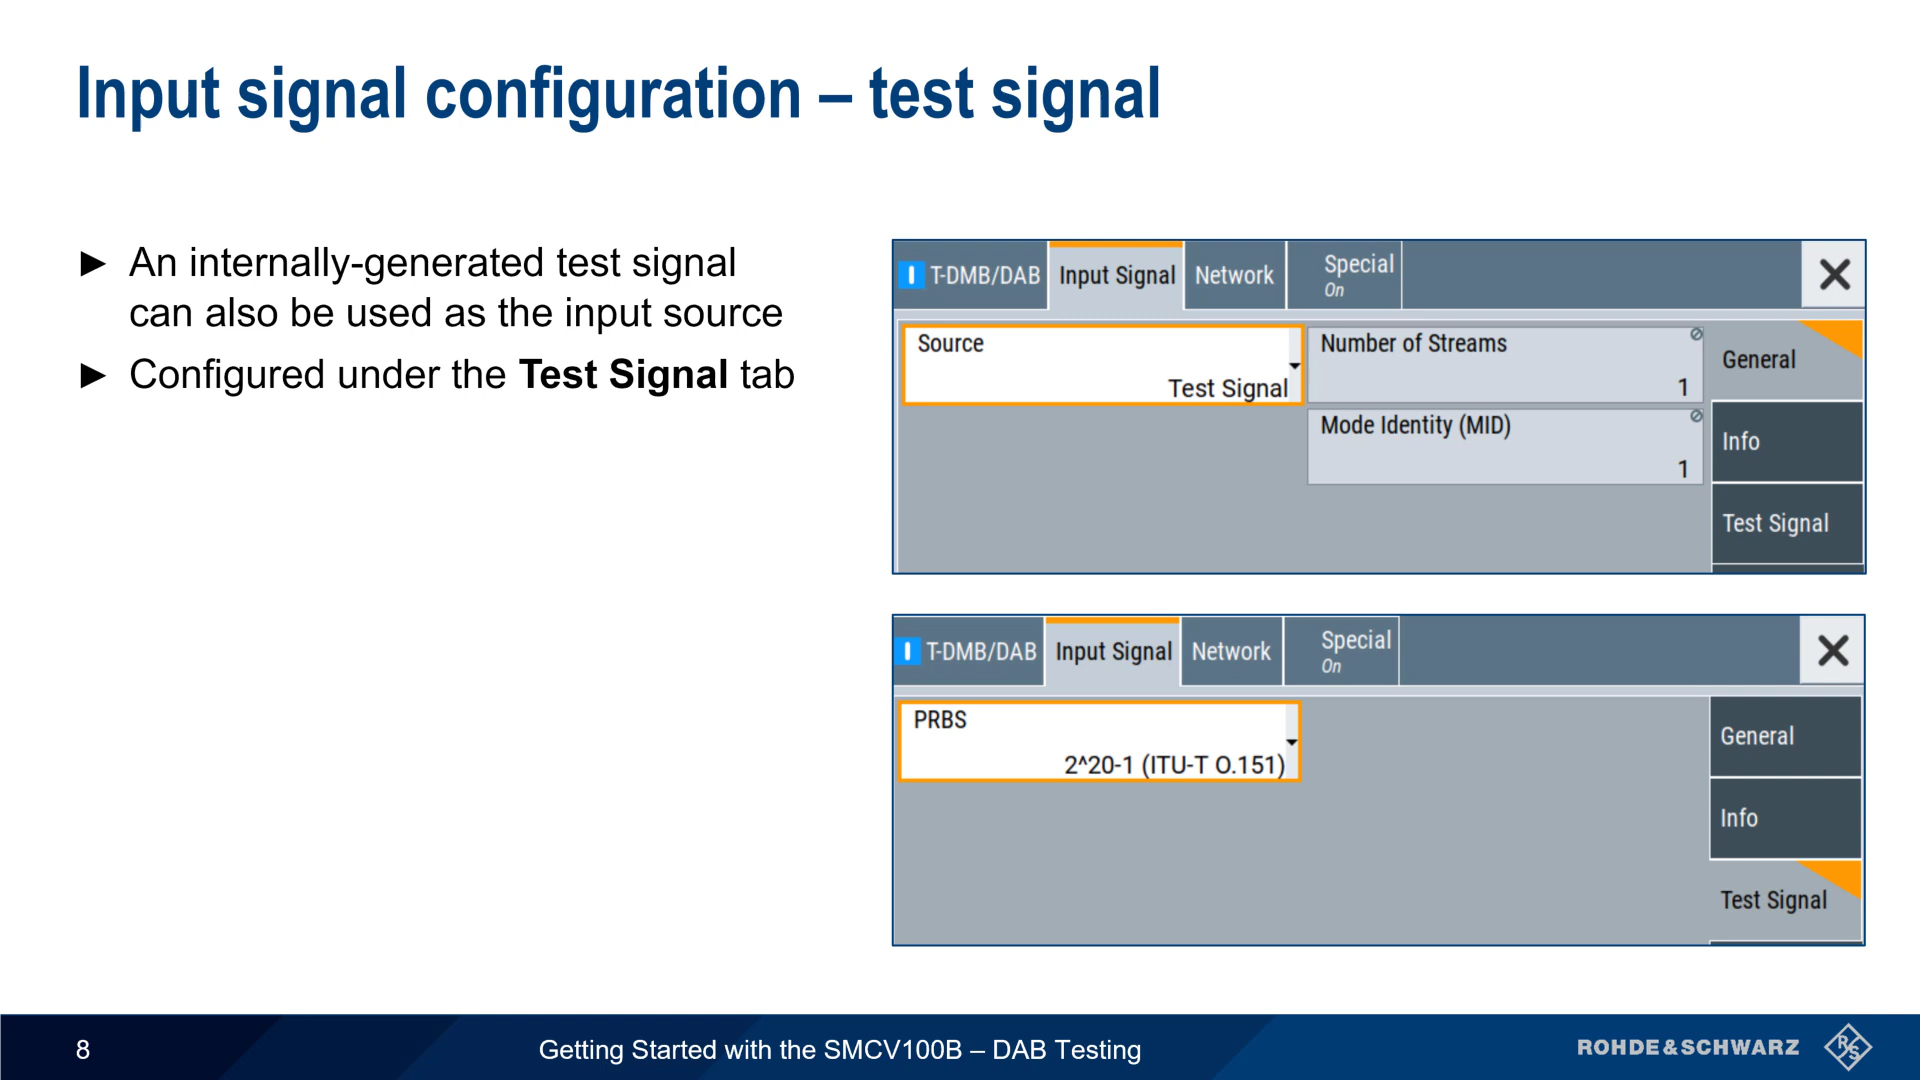 Input signal configuration – test signal
► An internally-generated test signal
can also be used as the input source
► Configured under the Test Signal tab
T-DMB/DAB Input Signal Network Special
On
Source
Test Signal
Number of Streams
1
Mode Identity (MID)
1
General
Info
Test Signal
T-DMB/DAB Input Signal Network Special
On
PRBS
2^20-1 (ITU-T O.151)
General
Info
Test Signal
8
Getting Started with the SMCV100B – DAB Testing
ROHDE&SCHWARZ
R&S